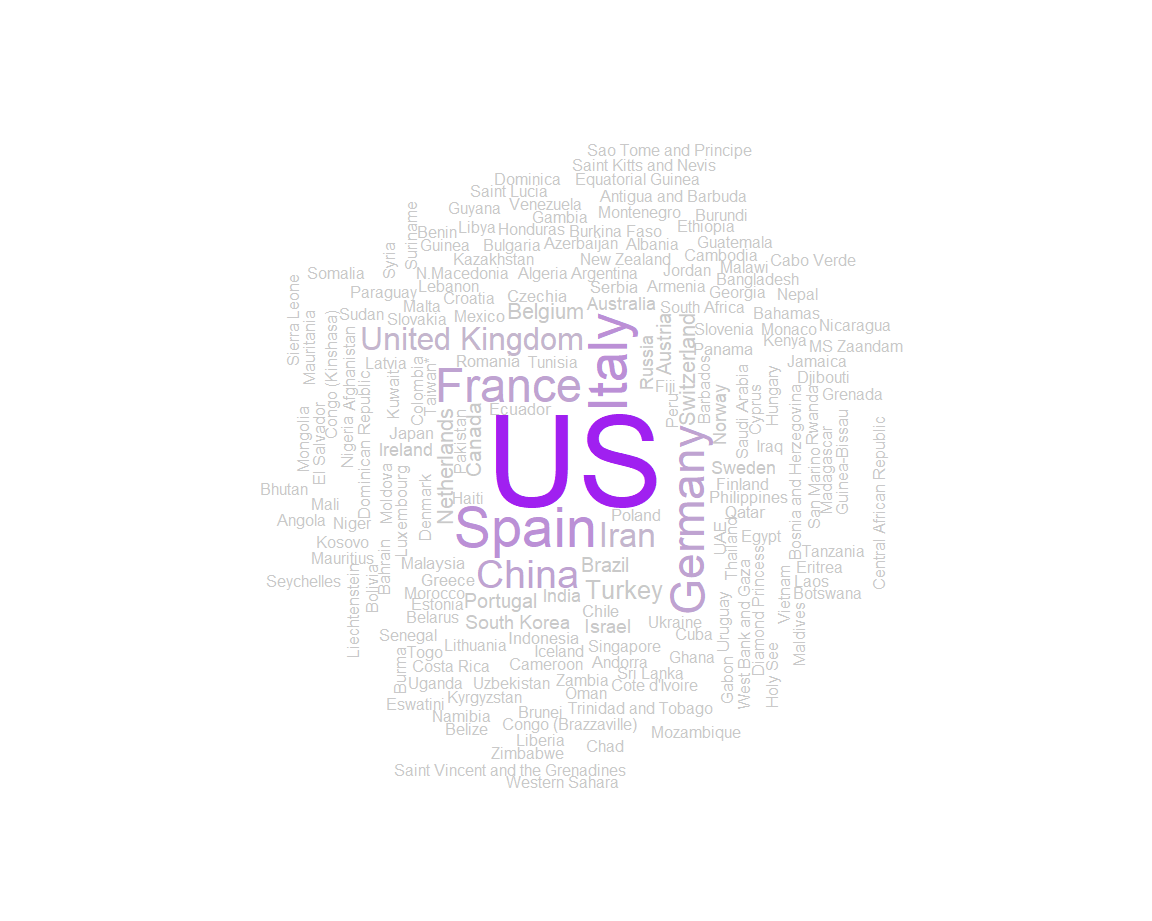 Sao Tome and Principe
Saint Kitts and Nevis
Dominica
Equatorial Guinea
Saint Lucia
Antigua and Barbuda
Venezuela
Guyana
Montenegro
Burundi
Gambia
Suriname
Libya
Honduras
Burkina Faso
Ethiopia
Benin
Syria
Guinea
Bulgaria
Azerbaijan
Albania
Guatemala
Kazakhstan
New Zealand
Cambodia
Cabo Verde
Somalia
N.Macedonia
Algeria
Argentina
Jordan
Malawi
Bangladesh
Sierra Leone
Paraguay
Lebanon
Croatia
Czechia
Serbia
Armenia
Georgia
Nepal
Mauritania
Sudan
Malta
Slovakia
Mexico
Belgium
Australia
South Africa
Bahamas
Congo (Kinshasa)
Afghanistan
United Kingdom
Italy
Russia
Austria
Switzerland
Slovenia
Monaco
Nicaragua
Kenya
MS Zaandam
Latvia
Romania
Tunisia
Panama
Jamaica
Kuwait
Colombia
Taiwan*
France
Fiji
Peru
Barbados
Norway
Saudi Arabia
Cyprus
Hungary
Djibouti
Grenada
Mongolia
El Salvador
Nigeria
Dominican Republic
Ecuador
Japan
Ireland
Netherlands
Pakistan
Canada
US
Germany
Iraq
Bosnia and Herzegovina
San Marino
Rwanda
Madagascar
Guinea-Bissau
Central African Republic
Sweden
Finland
Bhutan
Mali
Moldova
Luxembourg
Denmark
Haiti
Philippines
Qatar
Angola
Niger
Spain
Poland
Iran
UAE
Thailand
Egypt
Kosovo
Mauritius
Bahrain
Malaysia
Brazil
Tanzania
Eritrea
Seychelles
Liechtenstein
Bolivia
Greece
China
Turkey
Diamond Princess
West Bank and Gaza
Vietnam
Laos
Botswana
Morocco
Estonia
Portugal
India
Belarus
South Korea
Chile
Israel
Ukraine
Uruguay
Maldives
Senegal
Togo
Lithuania
Indonesia
Iceland
Singapore
Cuba
Burma
Costa Rica
Cameroon
Andorra
Ghana
Gabon
Holy See
Uganda
Uzbekistan
Zambia
Sri Lanka
Cote d'Ivoire
Eswatini
Kyrgyzstan
Oman
Namibia
Brunei
Trinidad and Tobago
Belize
Congo (Brazzaville)
Mozambique
Liberia
Zimbabwe
Chad
Saint Vincent and the Grenadines
Western Sahara